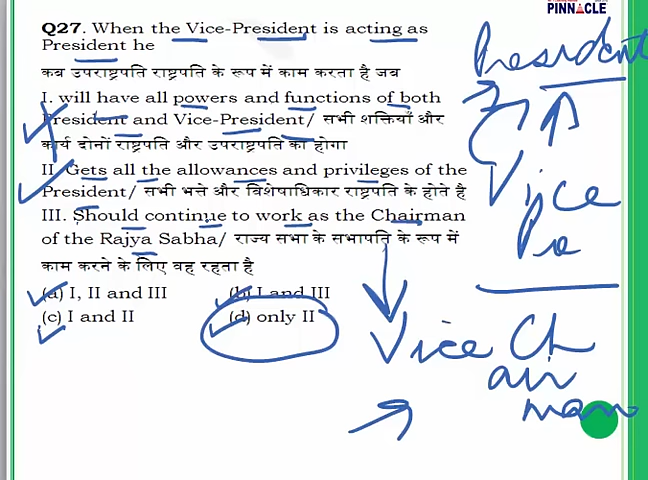 PINNACLE
Q27. When the Vice-President is acting as
President he
कब उपराष्ट्रपति राष्ट्रपति के रूप में काम करता है जब
I. will have all powers and functions of both
President and Vice-President/ सभी शक्तियाँ और
कार्य दोनों राष्ट्रपति और उपराष्ट्रपति का होगा
II. Gets all the allowances and privileges of the
President/ सभी भत्ते और विशेषाधिकार राष्ट्रपति के होते है
III. Should continue to work as the Chairman
of the Rajya Sabha/ राज्य सभा के सभापति के रूप में
काम करने के लिए वह रहता है
(a) I, II and III (b) I and III
(c) I and II (d) only II
President
Vice
Pre
Vice Ch
air
man